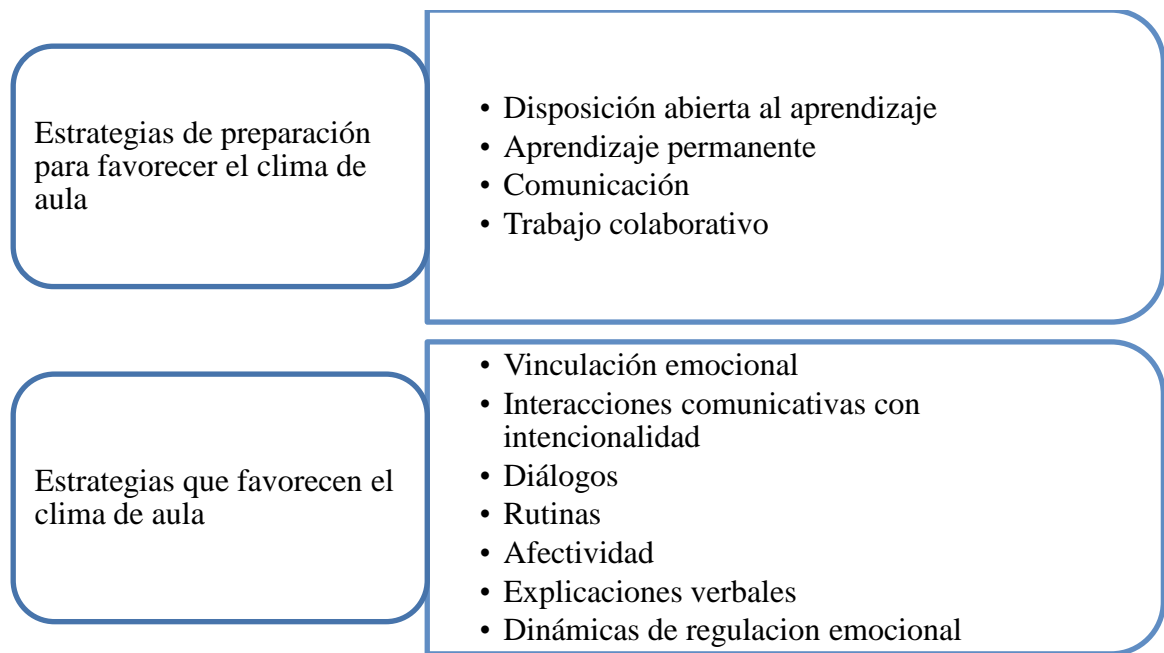 Estrategias de preparación
para favorecer el clima de
aula
• Disposición abierta al aprendizaje
• Aprendizaje permanente
• Comunicación
• Trabajo colaborativo
Estrategias que favorecen el
clima de aula
• Vinculación emocional
• Interacciones comunicativas con
intencionalidad
• Diálogos
• Rutinas
• Afectividad
• Explicaciones verbales
• Dinámicas de regulacion emocional